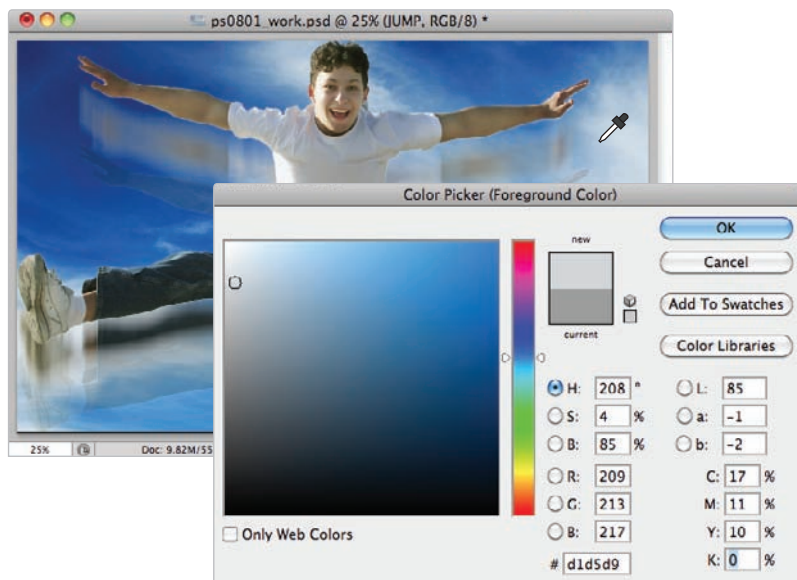 ps0801_work.psd @ 25% (JUMP, RGB/8) *
25%
Doc: 9.82M/55
Color Picker (Foreground Color)
new
current
OK
Cancel
Add To Swatches
Color Libraries
H: 208 °
S: 4 %
B: 85 %
R: 209
G: 213
B: 217
# d1d5d9
L: 85
a: -1
b: -2
C: 17 %
M: 11 %
Y: 10 %
K: 0 %
Only Web Colors